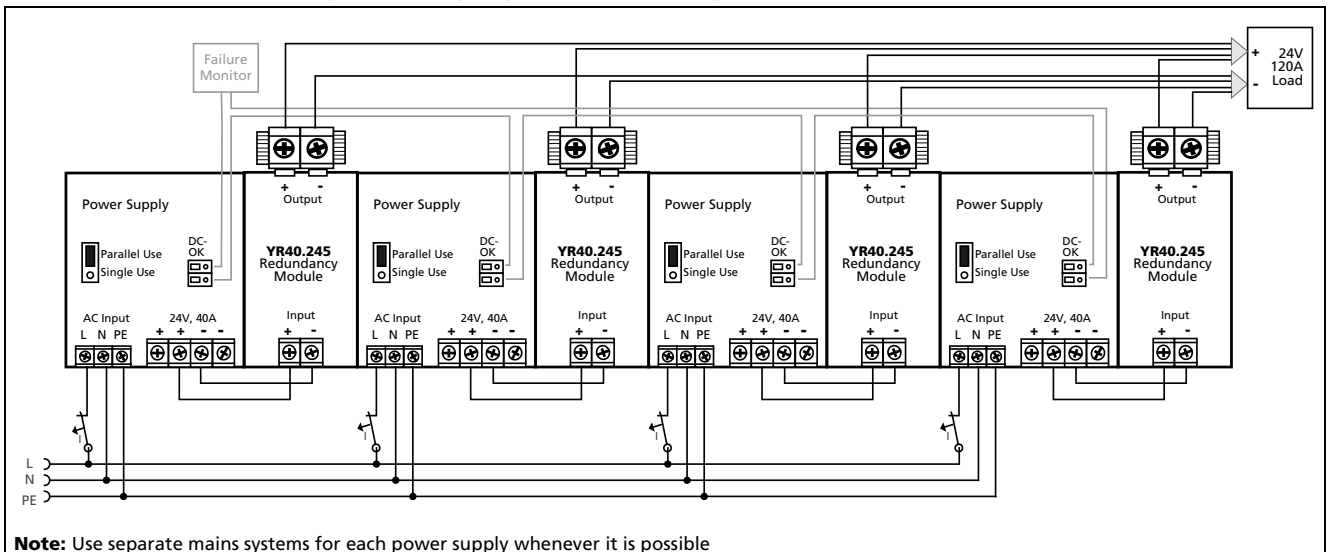 Failure
Monitor
+ 24V
120A
- Load
+ -
Output
+ -
Output
+ -
Output
+ -
Output
Power Supply
Parallel Use
Single Use
DC-
OK
YR40.245
Redundancy
Module
Power Supply
Parallel Use
Single Use
DC-
OK
YR40.245
Redundancy
Module
Power Supply
Parallel Use
Single Use
DC-
OK
YR40.245
Redundancy
Module
Power Supply
Parallel Use
Single Use
DC-
OK
YR40.245
Redundancy
Module
AC Input
L N PE
24V, 40A
+ + - -
Input
+ -
AC Input
L N PE
24V, 40A
+ + - -
Input
+ -
AC Input
L N PE
24V, 40A
+ + - -
Input
+ -
AC Input
L N PE
24V, 40A
+ + - -
Input
+ -
I
I
I
I
L
N
PE
Note: Use separate mains systems for each power supply whenever it is possible